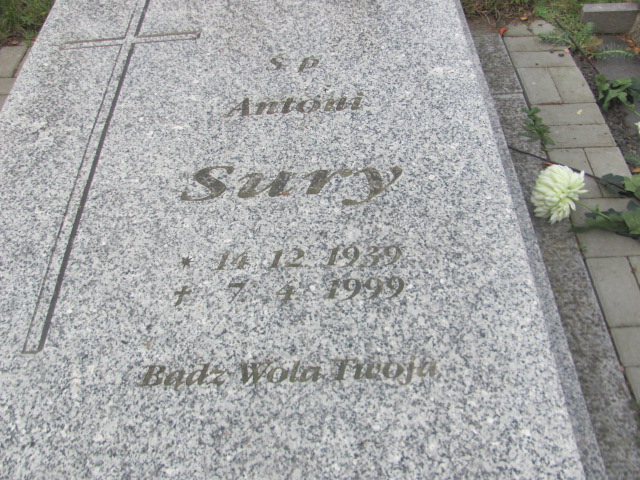 Ś p
Antoni
Sury
* 14 12 1939
+ 7 4 1999
Bądź Wola Twoja